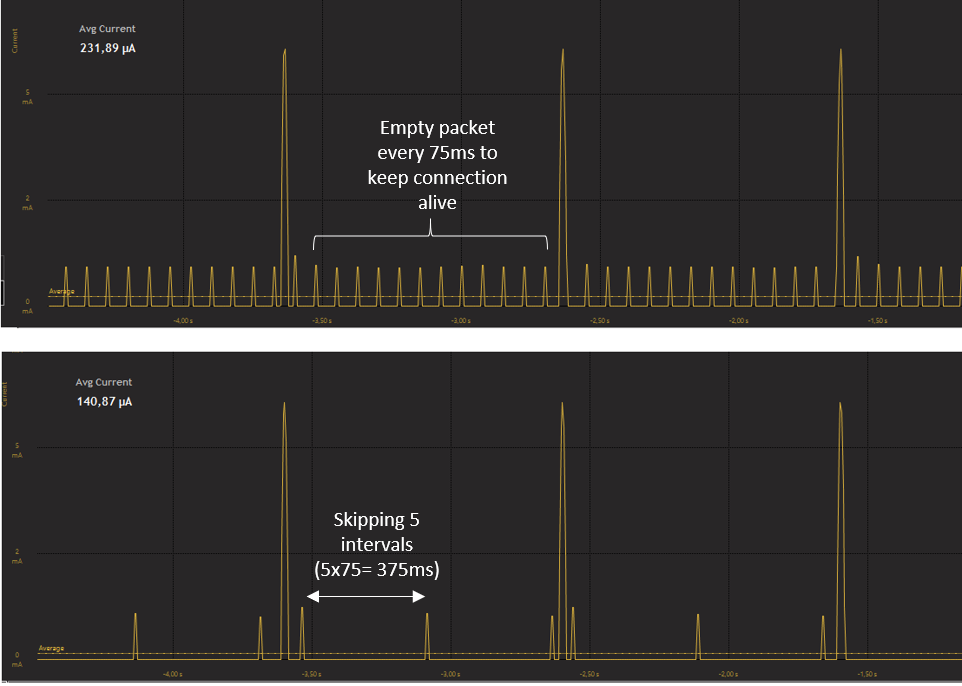 Current
Avg Current
231,89 µA
5
mA
Empty packet
every 75ms to
keep connection
alive
2
mA
Average
0
mA
-4,00 s
-3,50 s
-3,00 s
-2,50 s
-2,00 s
-1,50 s
Current
Avg Current
140,87 µA
5
mA
Skipping 5
intervals
(5x75= 375ms)
2
mA
Average
0
mA
-4,00 s
-3,50 s
-3,00 s
-2,50 s
-2,00 s
-1,50 s